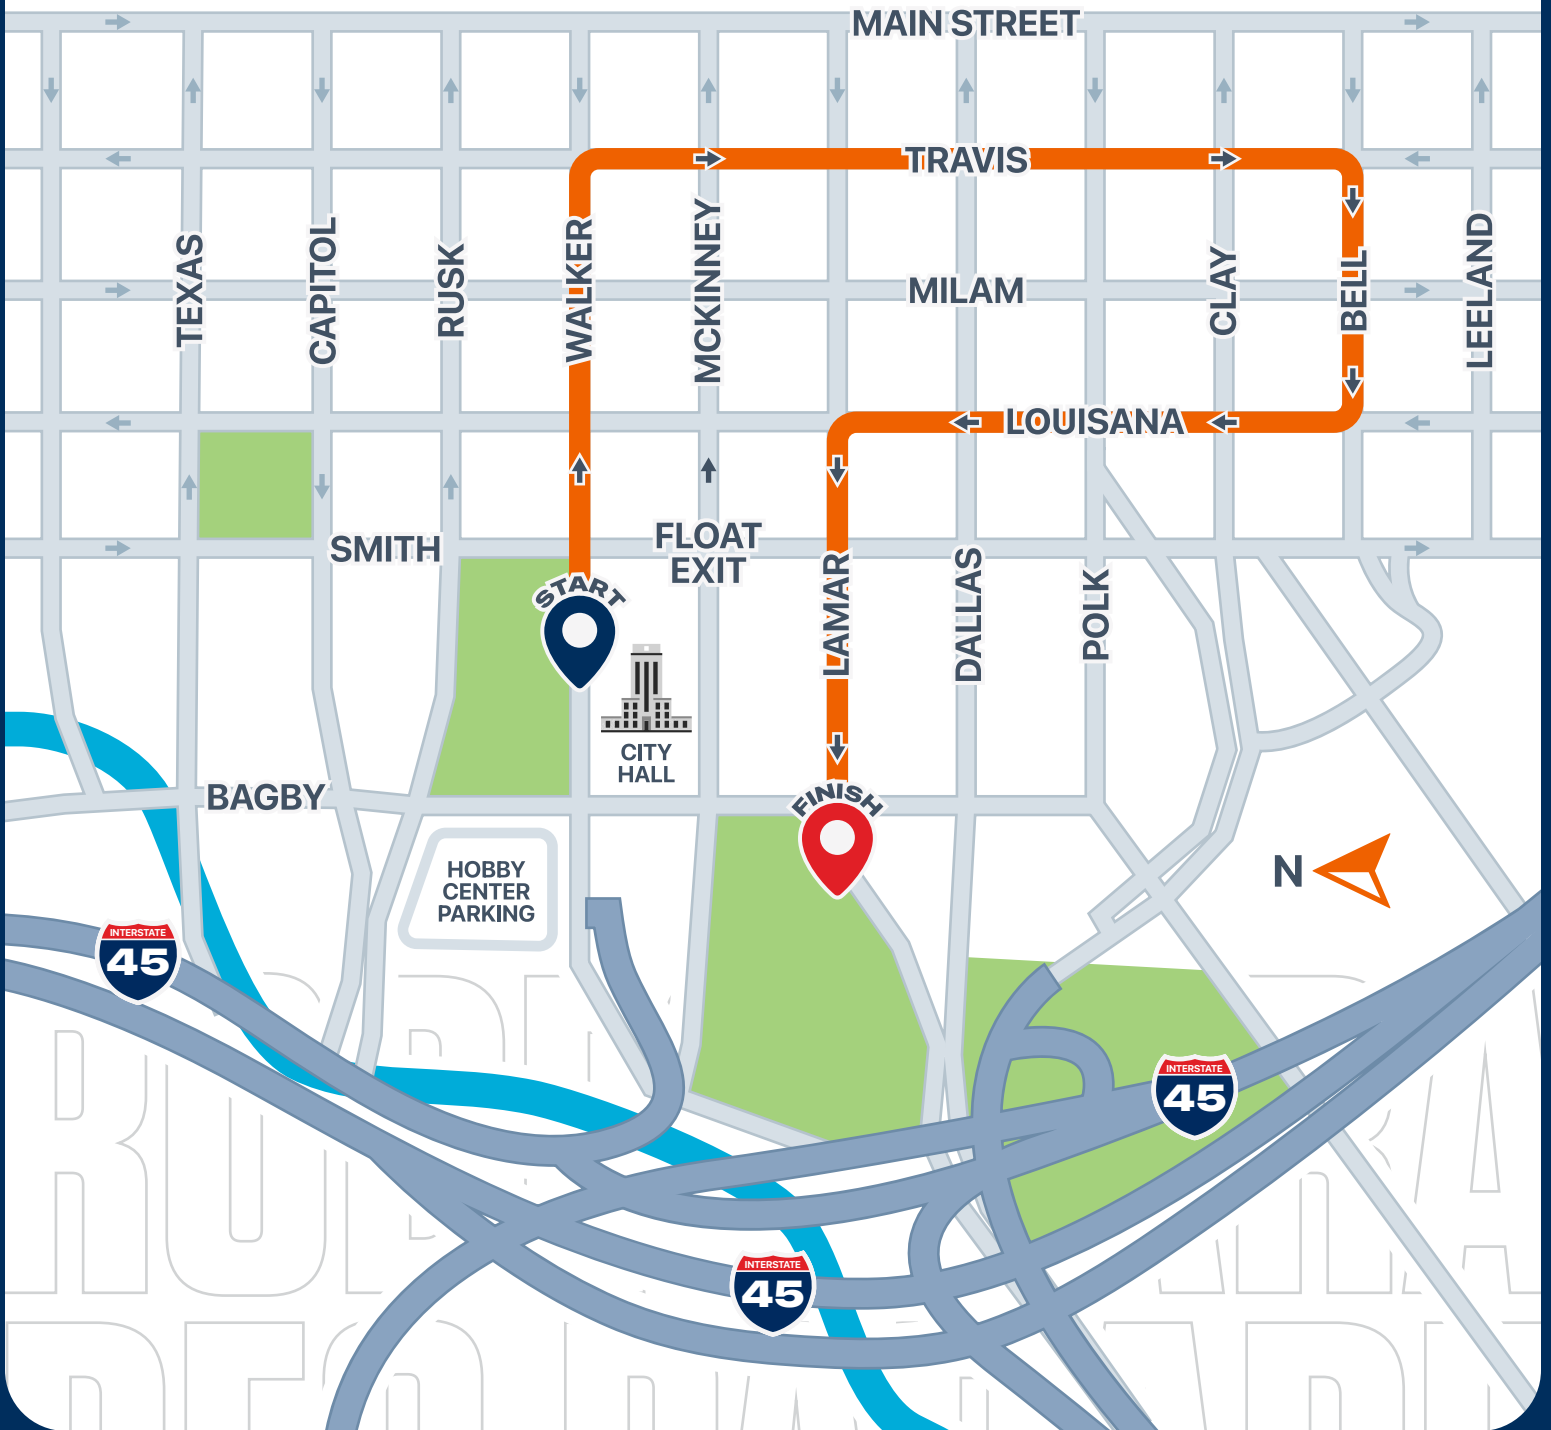 MAIN STREET
TRAVIS
TEXAS
CAPITOL
RUSK
WALKER
MCKINNEY
MILAM
CLAY
BELL
LEELAND
LOUISANA
SMITH
FLOAT
EXIT
START
LAMAR
DALLAS
POLK
CITY
HALL
BAGBY
FINISH
HOBBY
CENTER
PARKING
N
INTERSTATE
45
INTERSTATE
45
INTERSTATE
45